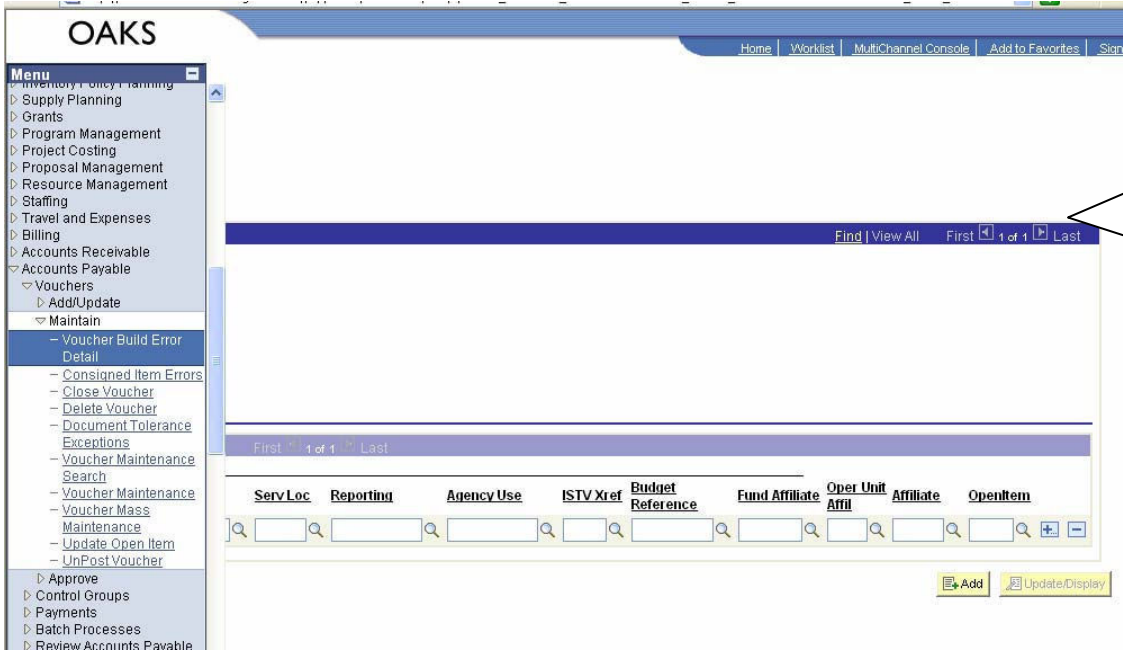 OAKS
Home | Worklist | MultiChannel Console | Add to Favorites | Sign
Menu
Inventory Policy Planning
Supply Planning
Grants
Program Management
Project Costing
Proposal Management
Resource Management
Staffing
Travel and Expenses
Billing
Accounts Receivable
Accounts Payable
Vouchers
Add/Update
Maintain
– Voucher Build Error
Detail
– Consigned Item Errors
– Close Voucher
– Delete Voucher
– Document Tolerance
Exceptions
– Voucher Maintenance
Search
– Voucher Maintenance
– Voucher Mass
Maintenance
– Update Open Item
– UnPost Voucher
Approve
Control Groups
Payments
Batch Processes
Review Accounts Payable
Find | View All First 1 of 1 Last
First 1 of 1 Last
Serv Loc Reporting Agency Use ISTV Xref Budget Reference Fund Affiliate Oper Unit Affil Affiliate OpenItem
Add Update/Display